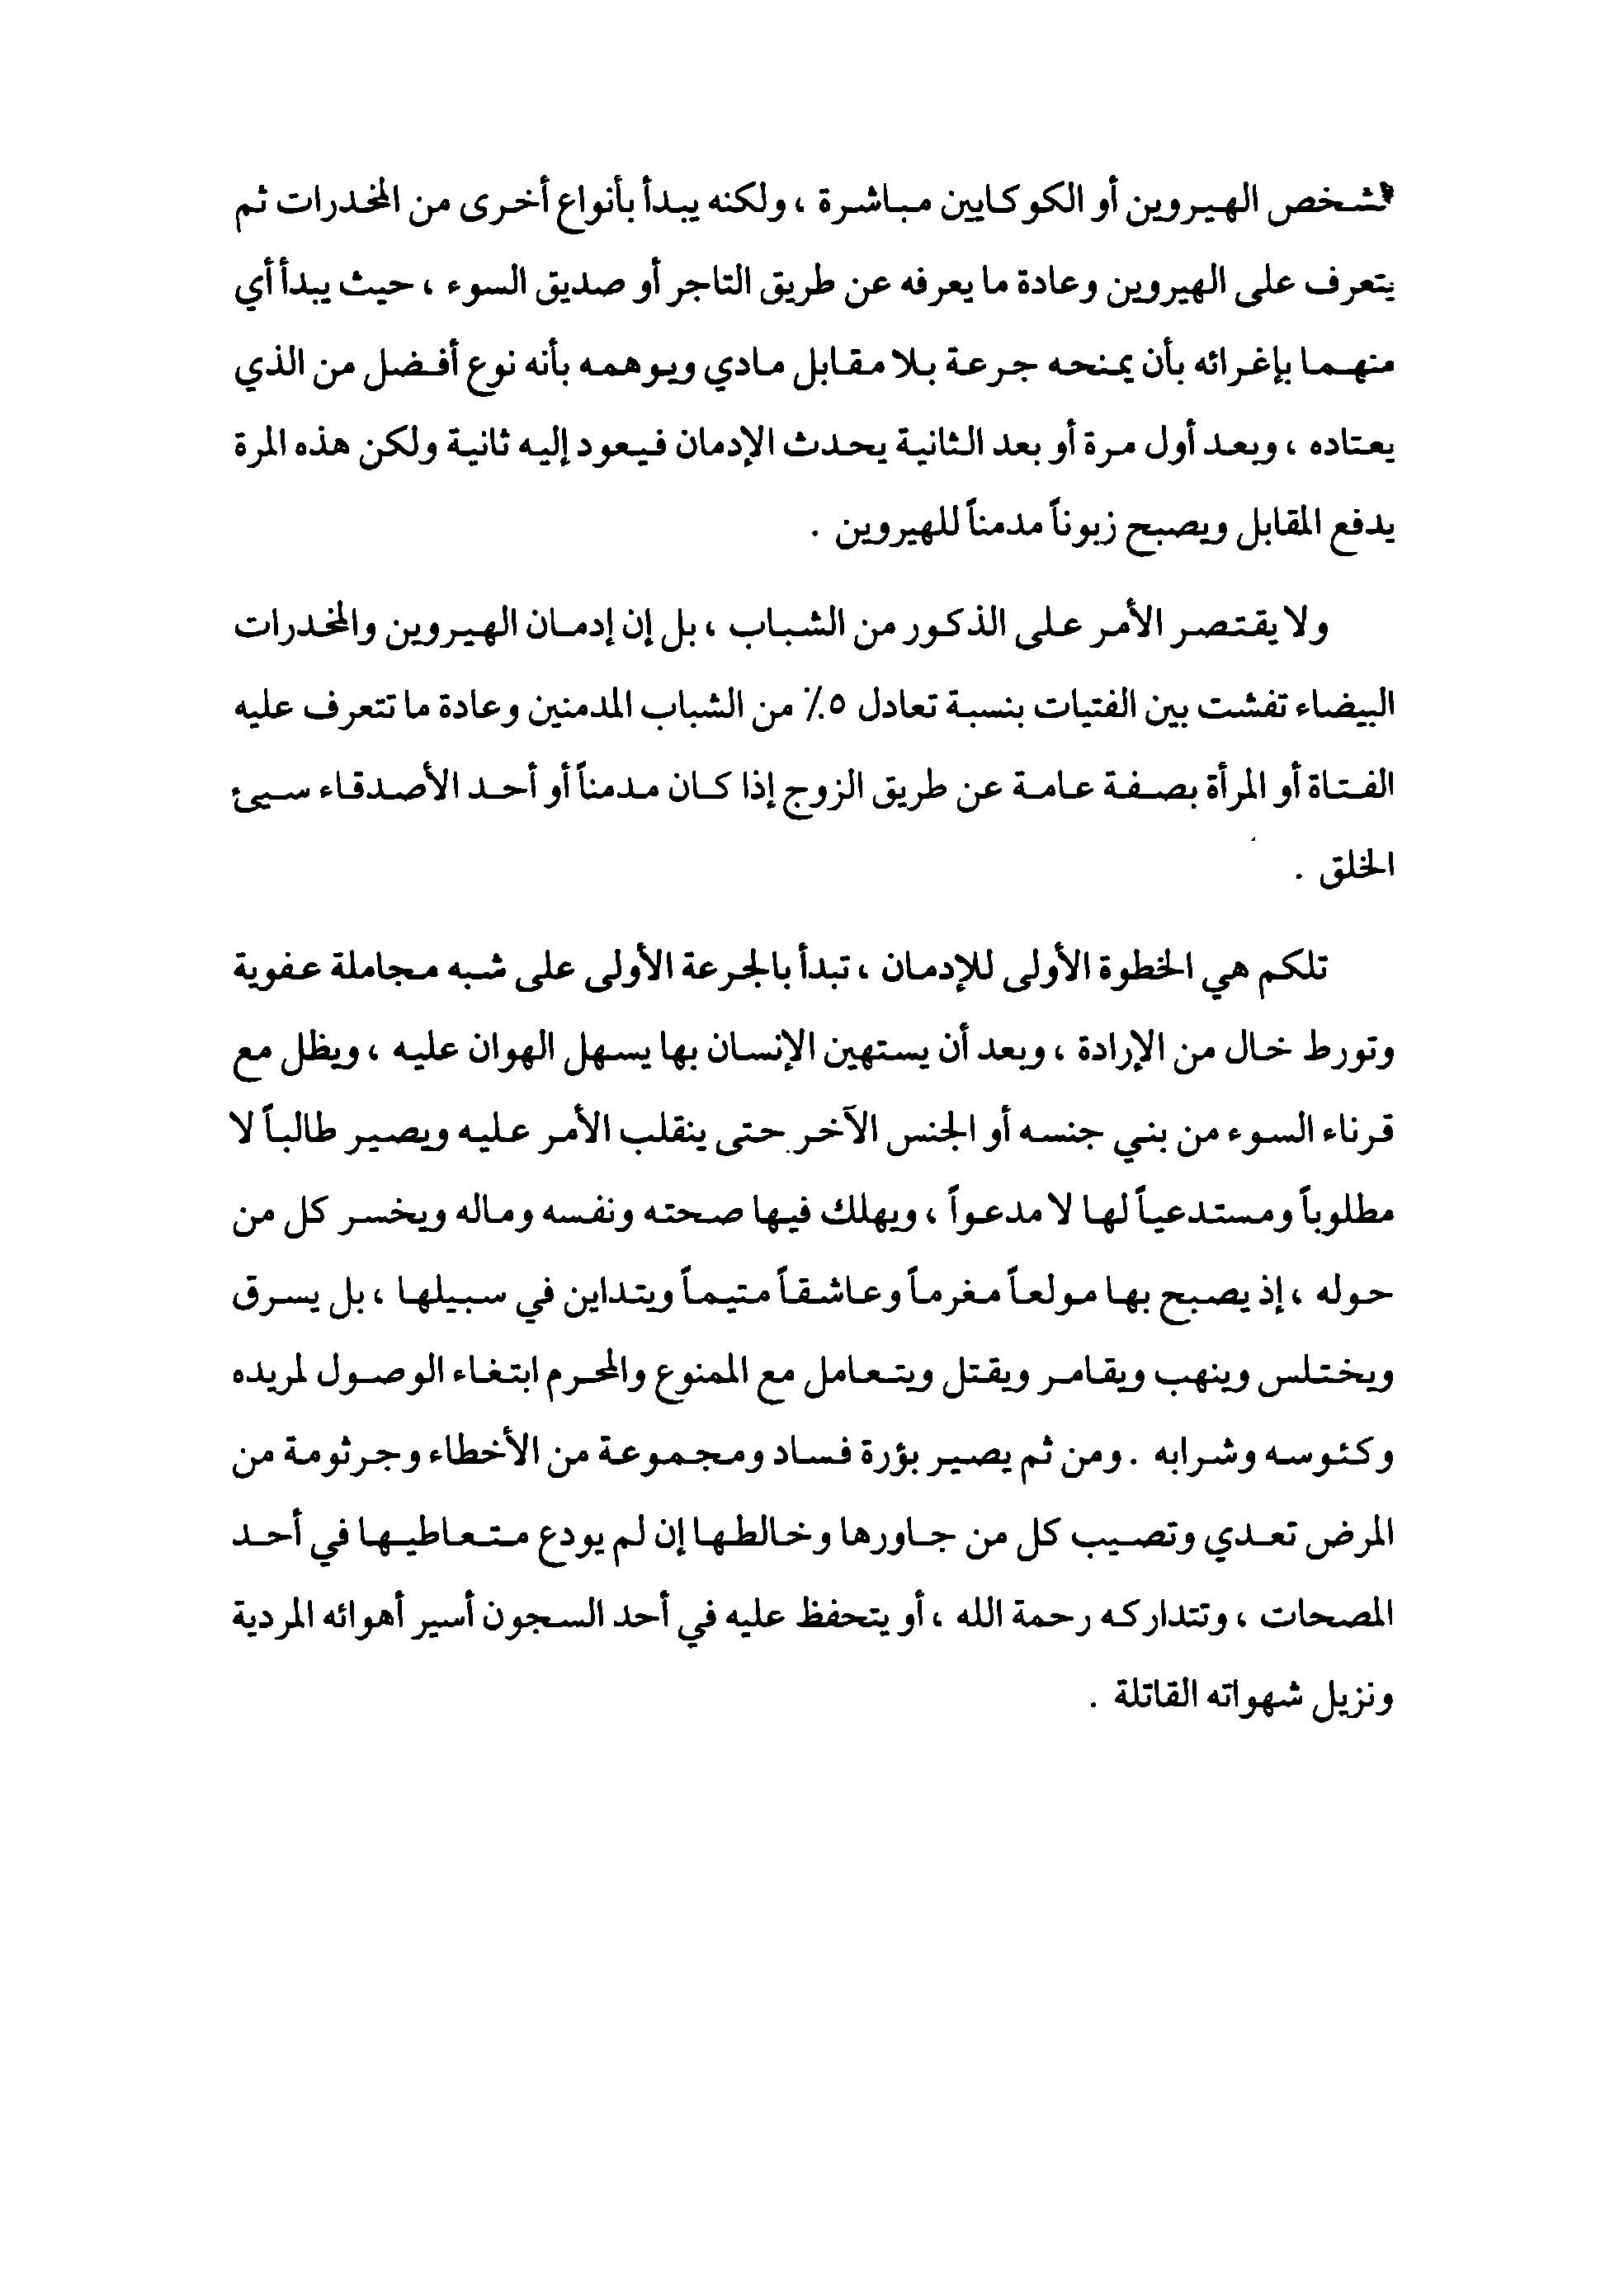 لشخص الهيروين أو الكوكايين مباشرة ، ولكنه يبدأ بأنواع أخرى من المخدرات ثم
يتعرف على الهيروين وعادة ما يعرفه عن طريق التاجر أو صديق السوء ، حيث يبدأ أي
منهما بإغرائه بأن يمنحه جرعة بلا مقابل مادي ويوهمه بأنه نوع أفضل من الذي
يعتاده ، وبعد أول مرة أو بعد الثانية يحدث الإدمان فيعود إليه ثانية ولكن هذه المرة
يدفع المقابل ويصبح زبوناً مدمناً للهيروين .
ولا يقتصر الأمر على الذكور من الشباب ، بل إن إدمان الهيروين والمخدرات
البيضاء تفشت بين الفتيات بنسبة تعادل ٥٪ من الشباب المدمنين وعادة ما تتعرف عليه
الفتاة أو المرأة بصفة عامة عن طريق الزوج إذا كان مدمناً أو أحد الأصدقاء سيئ
الخلق .
تلكم هي الخطوة الأولى للإدمان ، تبدأ بالجرعة الأولى على شبه مجاملة عفوية
وتورط خال من الإرادة ، وبعد أن يستهين الإنسان بها يسهل الهوان عليه ، ويظل مع
قرناء السوء من بني جنسه أو الجنس الآخر حتى ينقلب الأمر عليه ويصير طالباً لا
مطلوباً ومستدعياً لها لا مدعواً ، ويهلك فيها صحته ونفسه وماله ويخسر كل من
حوله ، إذ يصبح بها مولعاً مغرماً وعاشقاً متيماً ويتداين في سبيلها ، بل يسرق
ويختلس وينهب ويقامر ويقتل ويتعامل مع الممنوع والمحرم ابتغاء الوصول لمريده
وكئوسه وشرابه . ومن ثم يصير بؤرة فساد ومجموعة من الأخطاء وجرثومة من
المرض تعدي وتصيب كل من جاورها وخالطها إن لم يودع متعاطيها في أحد
المصحات ، وتتداركه رحمة الله ، أو يتحفظ عليه في أحد السجون أسير أهوائه المردية
ونزيل شهواته القاتلة .